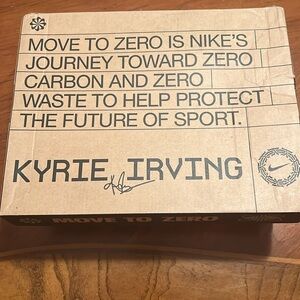 MOVE TO ZERO IS NIKE'S
JOURNEY TOWARD ZERO
CARBON AND ZERO
WASTE TO HELP PROTECT
THE FUTURE OF SPORT.
KYRIE IRVING
MOVE TO ZERO